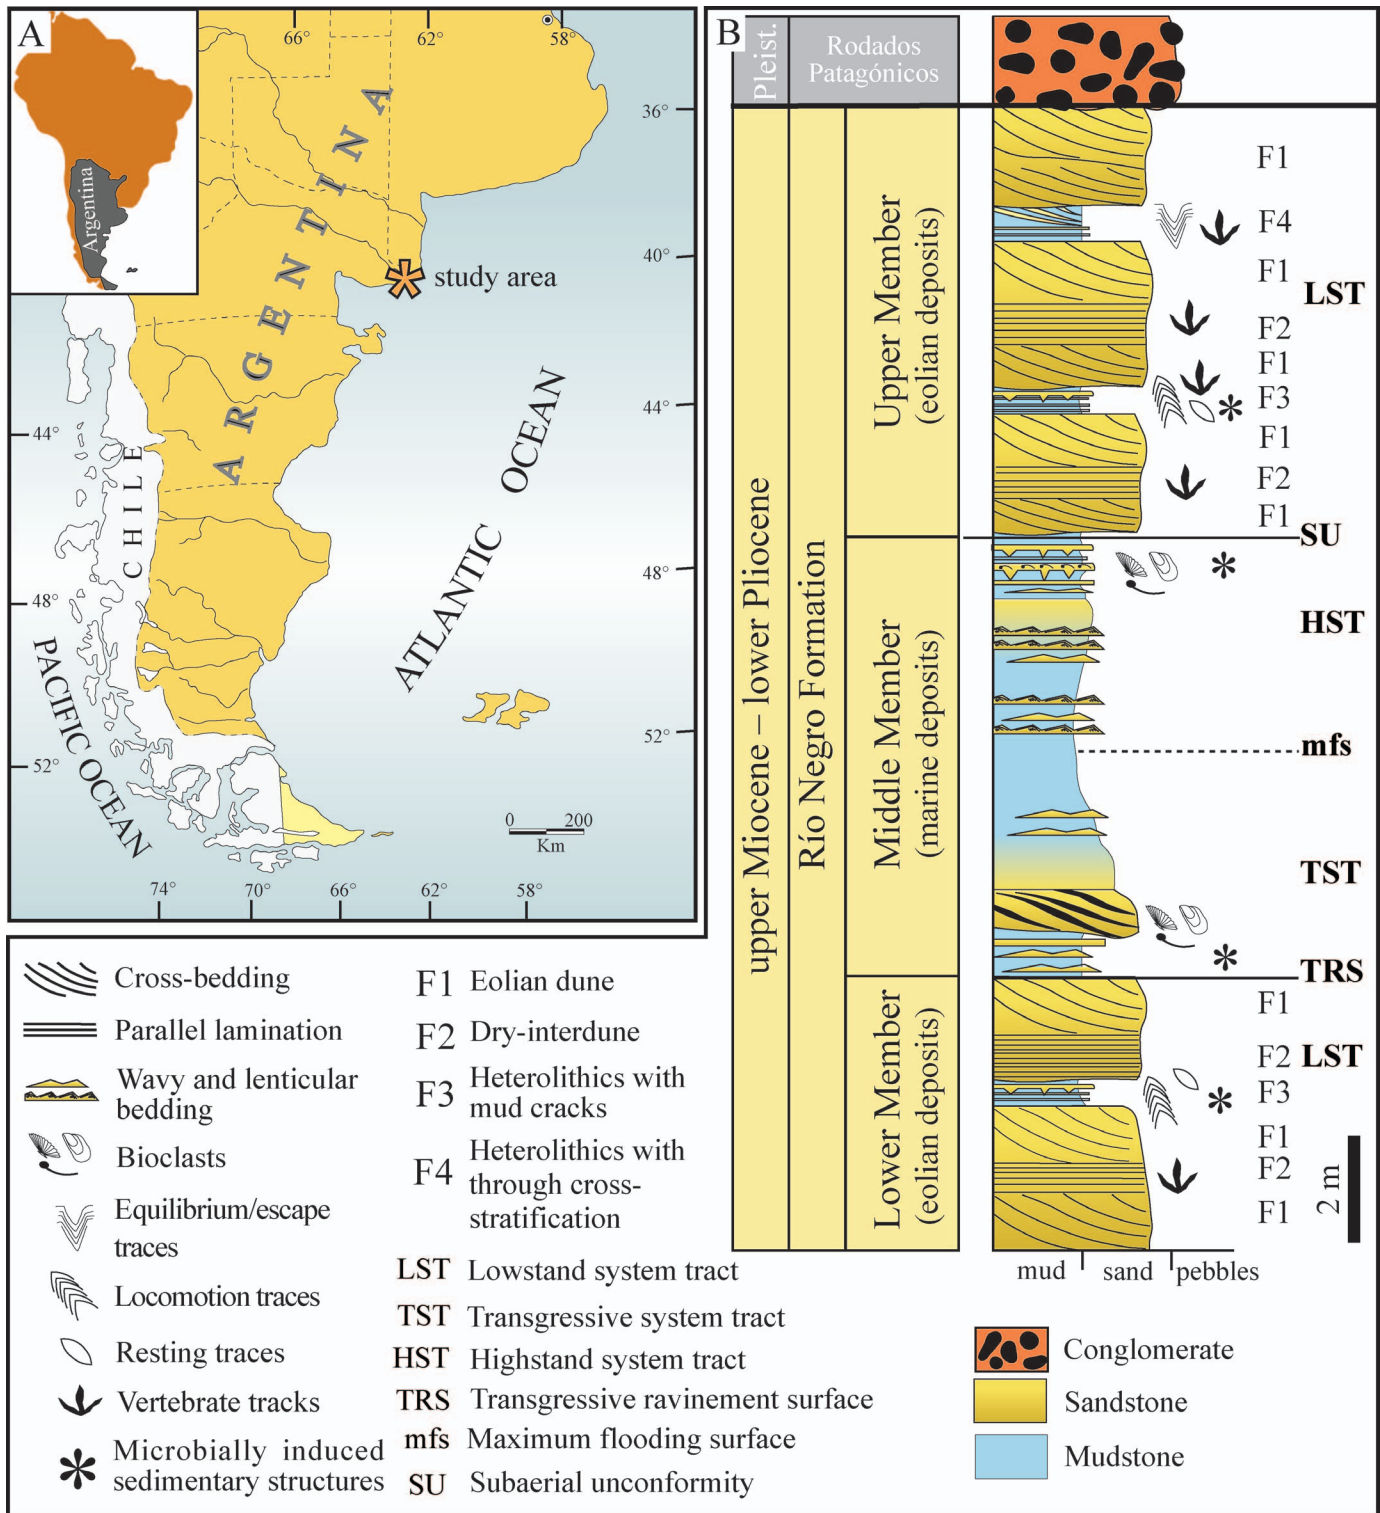 A
Argentina
66°
62°
58°
36°
40°
44°
48°
52°
44°
48°
52°
74°
70°
66°
62°
58°
ARGENTINA
CHILE
study area
ATLANTIC OCEAN
PACIFIC OCEAN
0 200
Km
B
Pleist.
Rodados
Patagónicos
upper Miocene – lower Pliocene
Río Negro Formation
Upper Member
(eolian deposits)
Middle Member
(marine deposits)
Lower Member
(eolian deposits)
F1
F4
F1
LST
F2
F1
F3
F1
F2
F1
SU
HST
mfs
TST
TRS
F1
F2 LST
F3
F1
F2
F1
2 m
mud sand pebbles
Cross-bedding
Parallel lamination
Wavy and lenticular
bedding
Bioclasts
Equilibrium/escape
traces
Locomotion traces
Resting traces
Vertebrate tracks
Microbially induced
sedimentary structures
F1 Eolian dune
F2 Dry-interdune
F3 Heterolithics with
mud cracks
F4 Heterolithics with
through cross-
stratification
LST Lowstand system tract
TST Transgressive system tract
HST Highstand system tract
TRS Transgressive ravinement surface
mfs Maximum flooding surface
SU Subaerial unconformity
Conglomerate
Sandstone
Mudstone